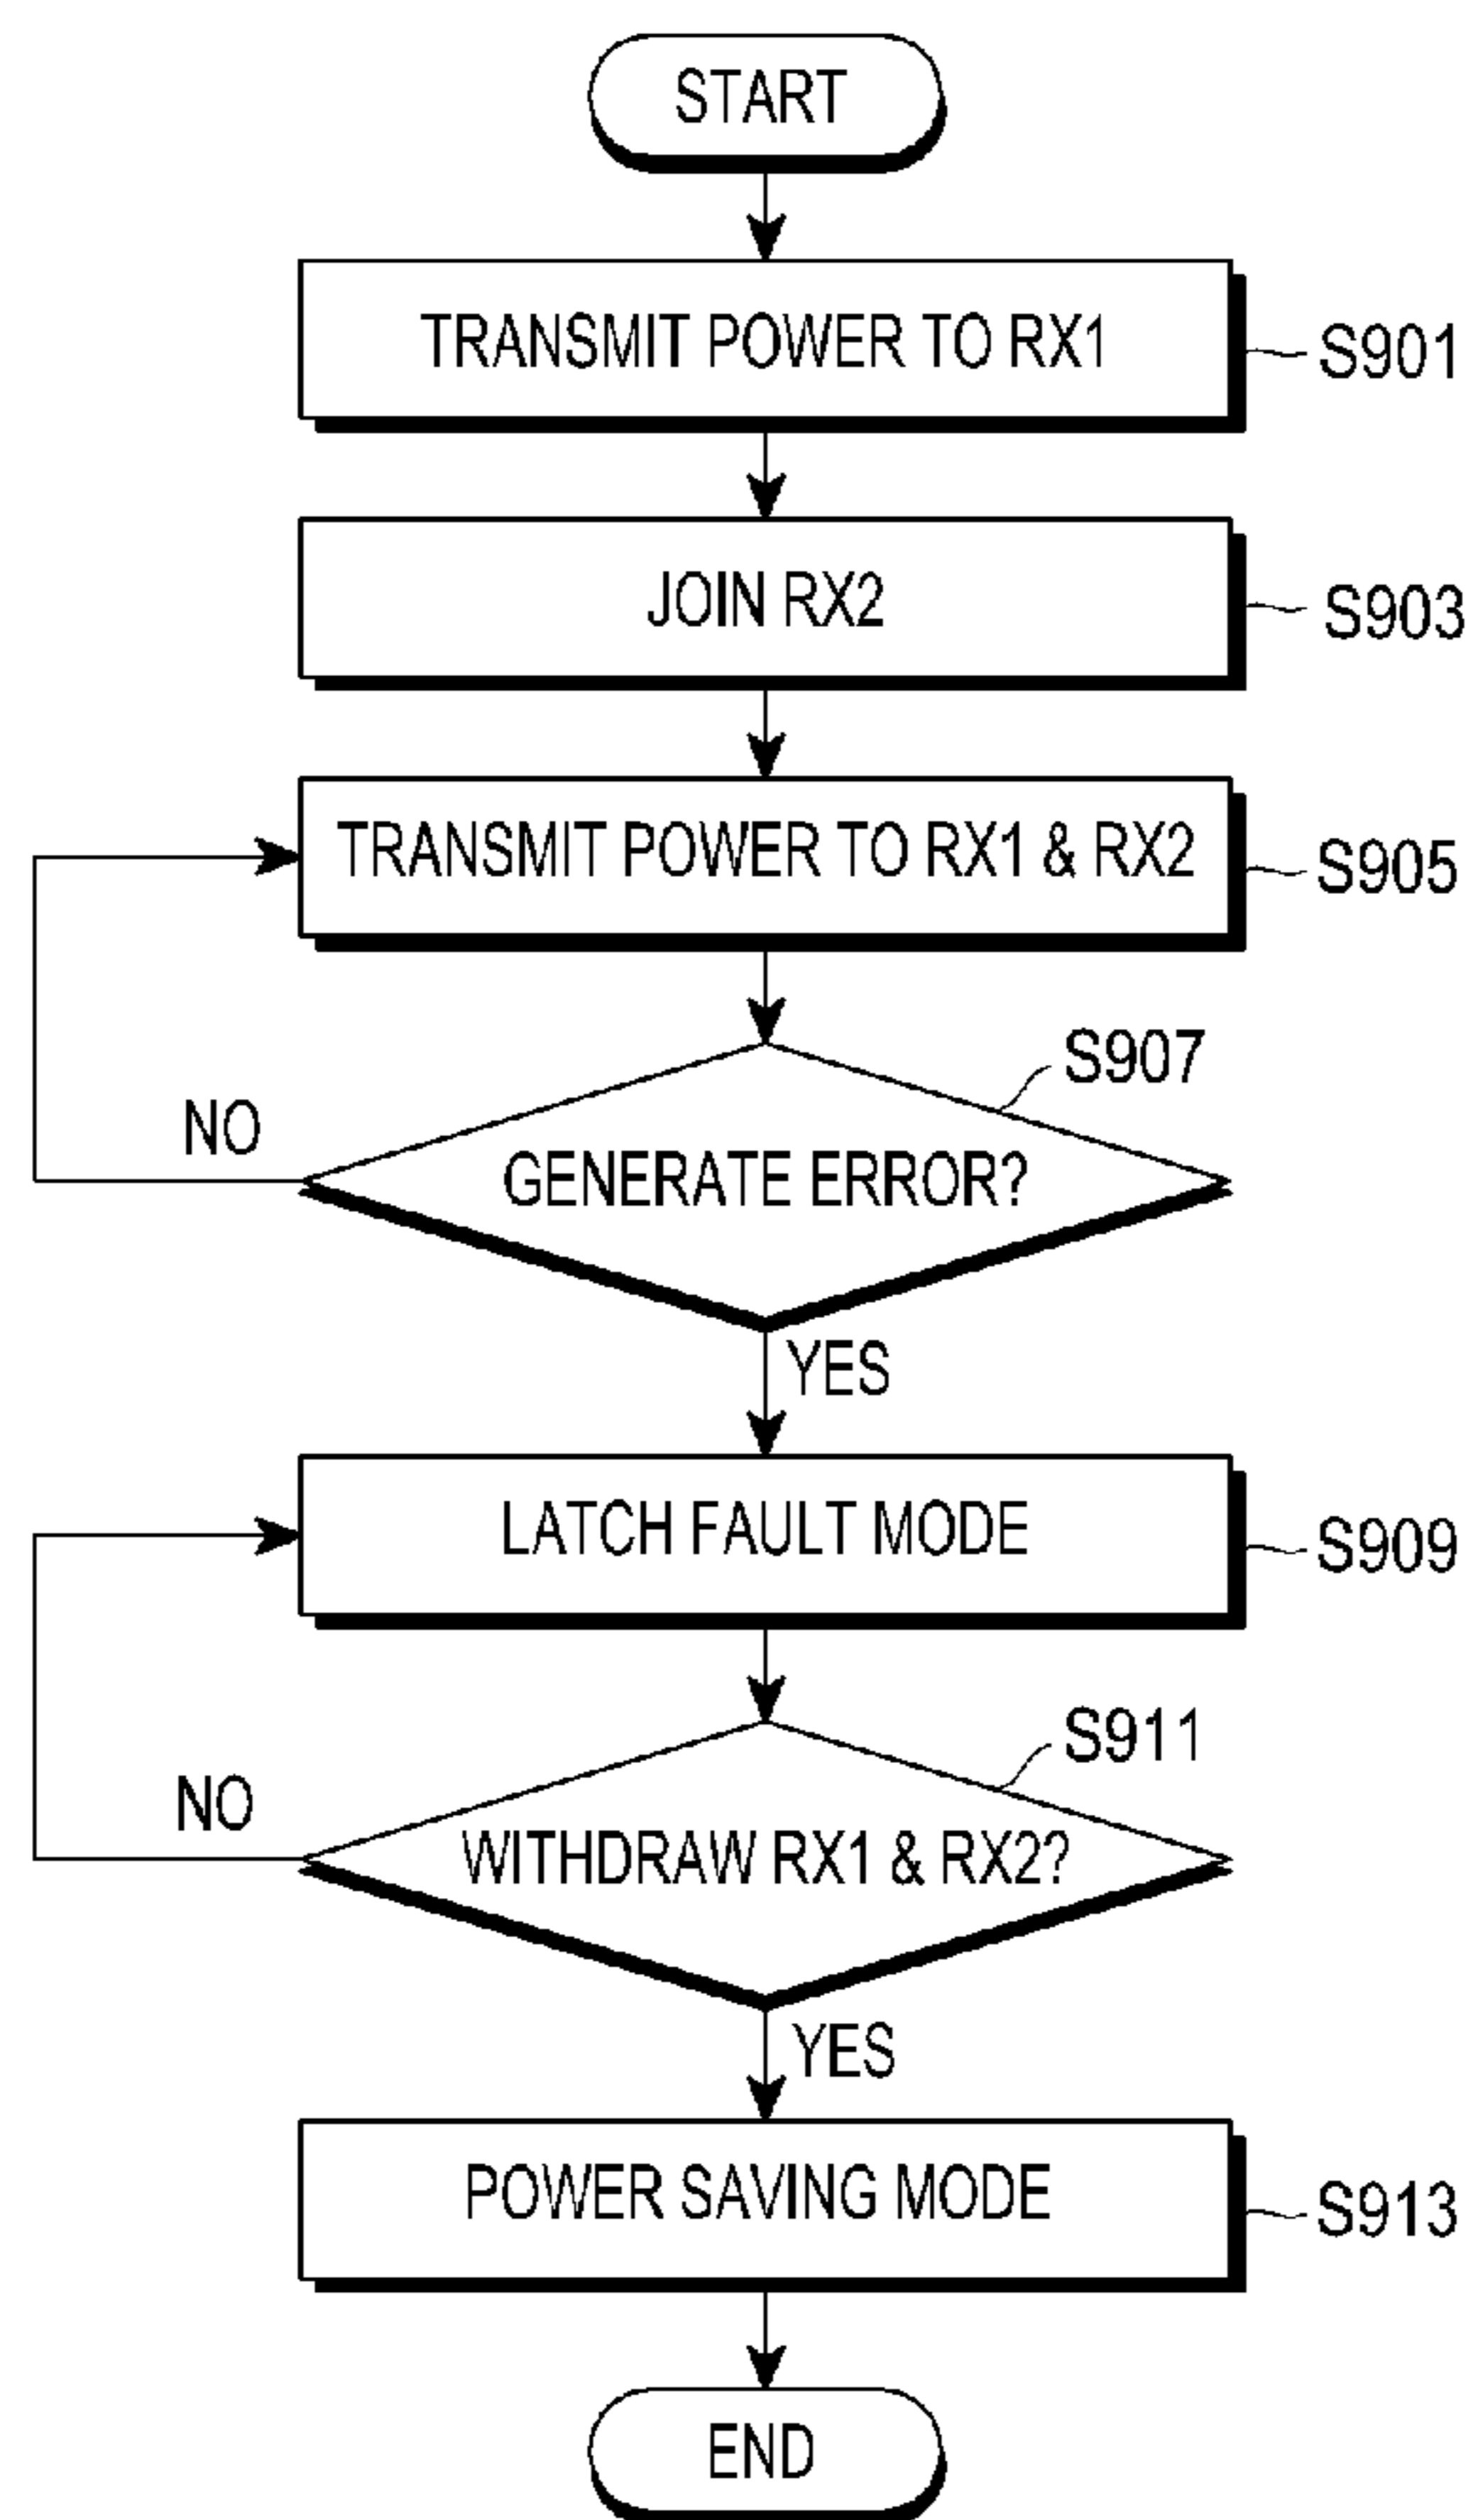 START
TRANSMIT POWER TO RX1
S901
JOIN RX2
S903
TRANSMIT POWER TO RX1 & RX2
S905
S907
GENERATE ERROR?
NO
YES
LATCH FAULT MODE
S909
S911
WITHDRAW RX1 & RX2?
NO
YES
POWER SAVING MODE
S913
END